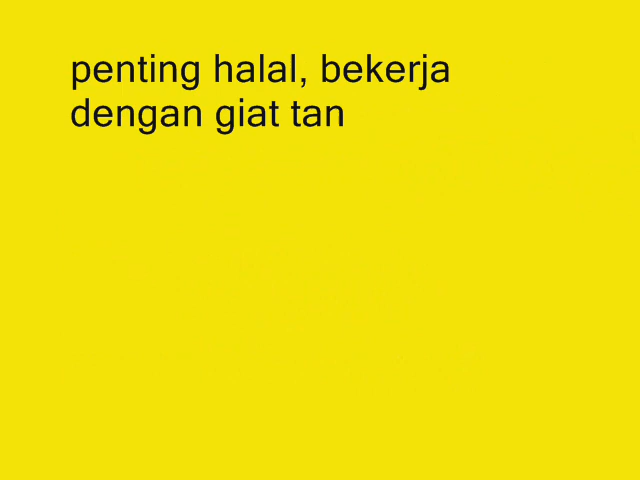 penting halal, bekerja
dengan giat tan